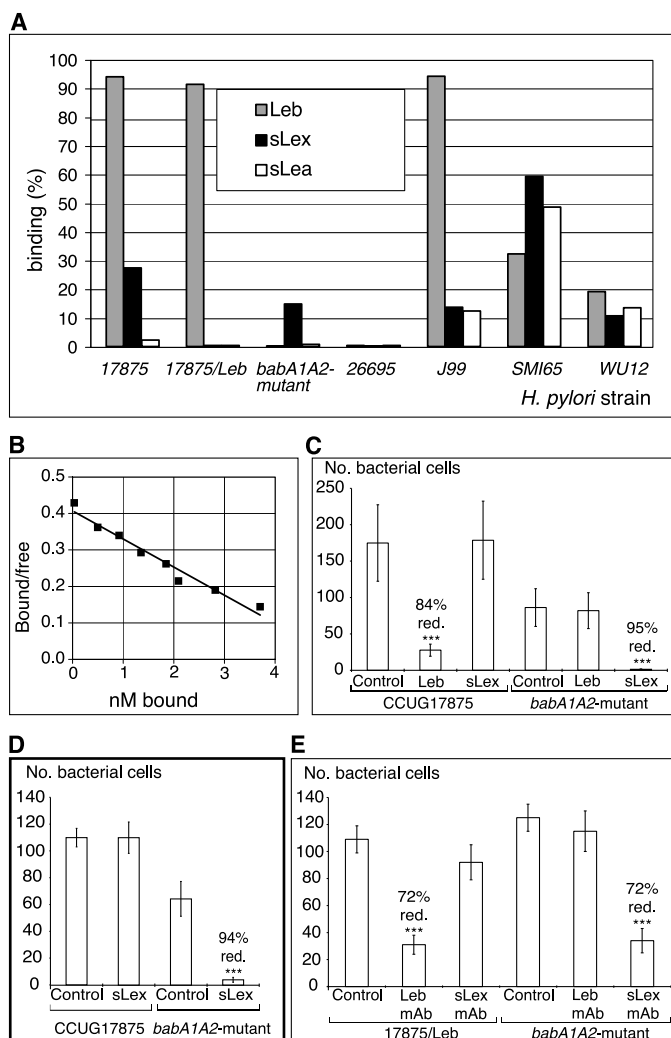 A
100
90
80
70
60
50
40
30
20
10
0
binding (%)
Leb
sLex
sLea
17875
17875/Leb
babA1A2-
mutant
26695
J99
SMI65
WU12
H. pylori strain
B
0.5
0.4
0.3
0.2
0.1
0.0
Bound/free
0 1 2 3 4
nM bound
C
No. bacterial cells
250
200
150
100
50
0
84%
red.
***
95%
red.
***
Control Leb sLex Control Leb sLex
CCUG17875 babA1A2-mutant
D
No. bacterial cells
140
120
100
80
60
40
20
0
94%
red.
***
Control sLex Control sLex
CCUG17875 babA1A2-mutant
E
No. bacterial cells
140
120
100
80
60
40
20
0
72%
red.
***
72%
red.
***
Control Leb sLex Control Leb sLex
mAb mAb mAb mAb
17875/Leb babA1A2-mutant